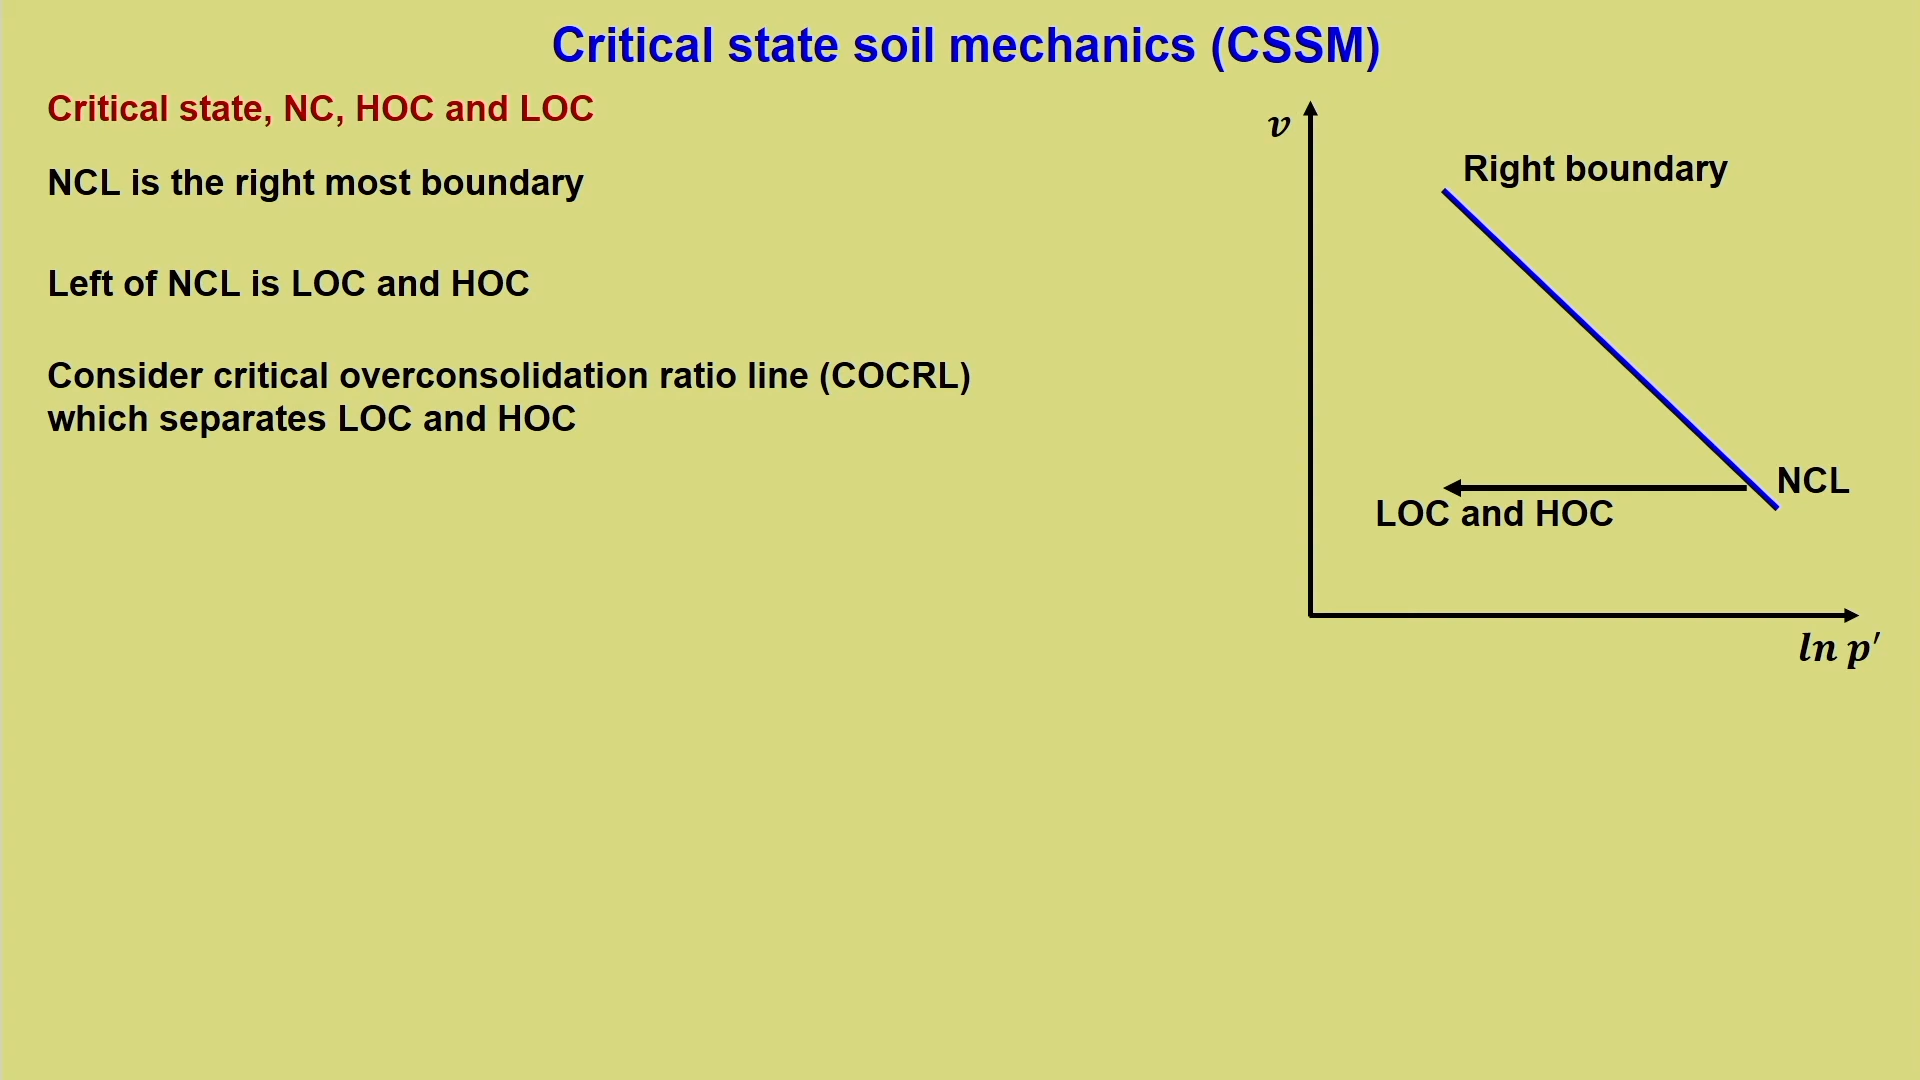 Critical state soil mechanics (CSSM)
Critical state, NC, HOC and LOC
NCL is the right most boundary
Left of NCL is LOC and HOC
Consider critical overconsolidation ratio line (COCRL)
which separates LOC and HOC
v
Right boundary
NCL
LOC and HOC
ln p′